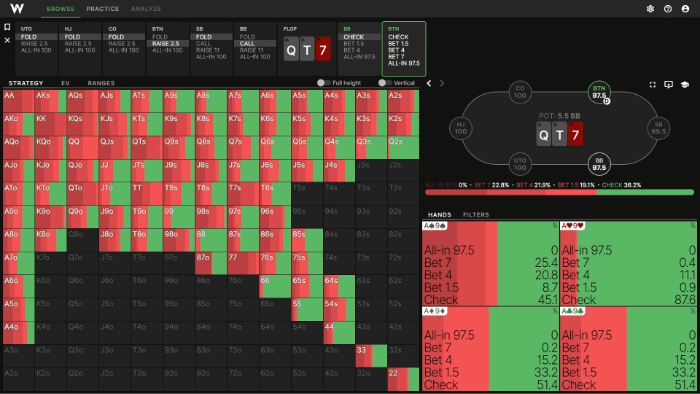 W BROWSE PRACTICE ANALYZE
UTG
FOLD
RAISE 2.5
ALL-IN 100
HJ
FOLD
RAISE 2.5
ALL-IN 100
CO
FOLD
RAISE 2.5
ALL-IN 100
BTN
FOLD
RAISE 2.5
ALL-IN 100
SB
FOLD
CALL
RAISE 11
ALL-IN 100
BB
FOLD
CALL
RAISE 11
ALL-IN 100
FLOP
Q T 7
BB
CHECK
BET 1.5
BET 4
ALL-IN 97.5
BTN
CHECK
BET 1.5
BET 4
BET 7
ALL-IN 97.5
STRATEGY EV RANGES Full height Vertical
AA AKs AQs AJs ATs A9s A8s A7s A6s A5s A4s A3s A2s
AKo KK KQs KJs KTs K9s K8s K7s K6s K5s K4s K3s K2s
AQo KQo QQ QJs QTs Q9s Q8s Q7s Q6s Q5s Q4s Q3s Q2s
AJo KJo QJo JJ JTs J9s J8s J7s J6s J5s J4s J3s J2s
ATo KTo QTo JTo TT T9s T8s T7s T6s T5s T4s T3s T2s
A9o K9o Q9o J9o T9o 99 98s 97s 96s 95s 94s 93s 92s
A8o K8o Q8o J8o T8o 98o 88 87s 86s 85s 84s 83s 82s
A7o K7o Q7o J7o T7o 97o 87o 77 76s 75s 74s 73s 72s
A6o K6o Q6o J6o T6o 96o 86o 76o 66 65s 64s 63s 62s
A5o K5o Q5o J5o T5o 95o 85o 75o 65o 55 54s 53s 52s
A4o K4o Q4o J4o T4o 94o 84o 74o 64o 54o 44 43s 42s
A3o K3o Q3o J3o T3o 93o 83o 73o 63o 53o 43o 33 32s
A2o K2o Q2o J2o T2o 92o 82o 72o 62o 52o 42o 32o 22
CO
100
BTN
97.5
D
HJ
100
POT: 5.5 BB
Q T 7
SB
99.5
UTG
100
BB
97.5
ALL-IN 97.5 0% • BET 7 22.8% • BET 4 21.9% • BET 1.5 19.1% • CHECK 36.2%
HANDS FILTERS
A♠9♠ %
All-in 97.5 0
Bet 7 25.4
Bet 4 20.8
Bet 1.5 8.7
Check 45.1
A♥9♥ %
All-in 97.5 0
Bet 7 0.4
Bet 4 11.1
Bet 1.5 0.9
Check 87.6
A♦9♦ %
All-in 97.5 0
Bet 7 0.2
Bet 4 15.2
Bet 1.5 33.2
Check 51.4
A♣9♣ %
All-in 97.5 0
Bet 7 0.2
Bet 4 15.2
Bet 1.5 33.2
Check 51.4